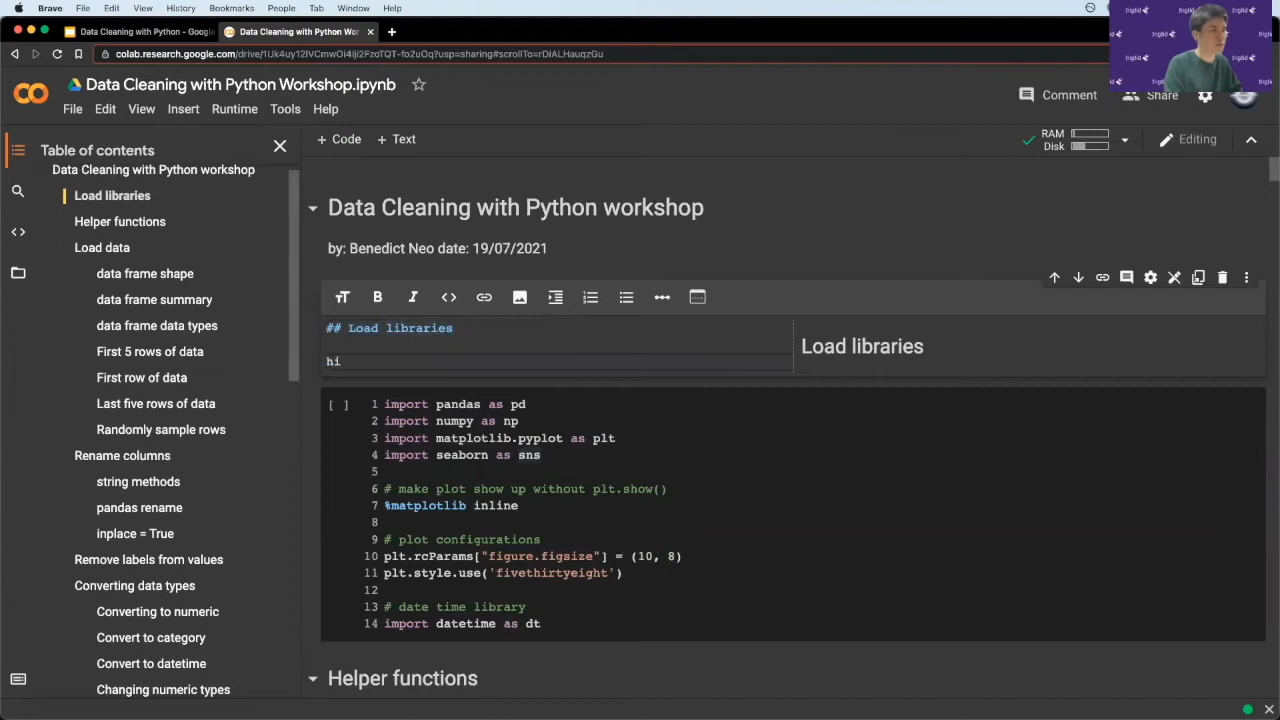 Brave File Edit View History Bookmarks People Tab Window Help
Data Cleaning with Python - Google
Data Cleaning with Python Wor
colab.research.google.com/drive/1Uk4uy12IVCmwOi4Iji2FzoTQT-fo2uOq?usp=sharing#scrollTo=rDIALHauqzGu
Data Cleaning with Python Workshop.ipynb
File Edit View Insert Runtime Tools Help
Comment
Share
Table of contents
+ Code + Text
RAM
Disk
Editing
Data Cleaning with Python workshop
Load libraries
Helper functions
Load data
data frame shape
data frame summary
data frame data types
First 5 rows of data
First row of data
Last five rows of data
Randomly sample rows
Rename columns
string methods
pandas rename
inplace = True
Remove labels from values
Converting data types
Converting to numeric
Convert to category
Convert to datetime
Changing numeric types
Data Cleaning with Python workshop
by: Benedict Neo date: 19/07/2021
## Load libraries
hi
Load libraries
[ ]
1 import pandas as pd
2 import numpy as np
3 import matplotlib.pyplot as plt
4 import seaborn as sns
5
6 # make plot show up without plt.show()
7 %matplotlib inline
8
9 # plot configurations
10 plt.rcParams["figure.figsize"] = (10, 8)
11 plt.style.use('fivethirtyeight')
12
13 # date time library
14 import datetime as dt
Helper functions